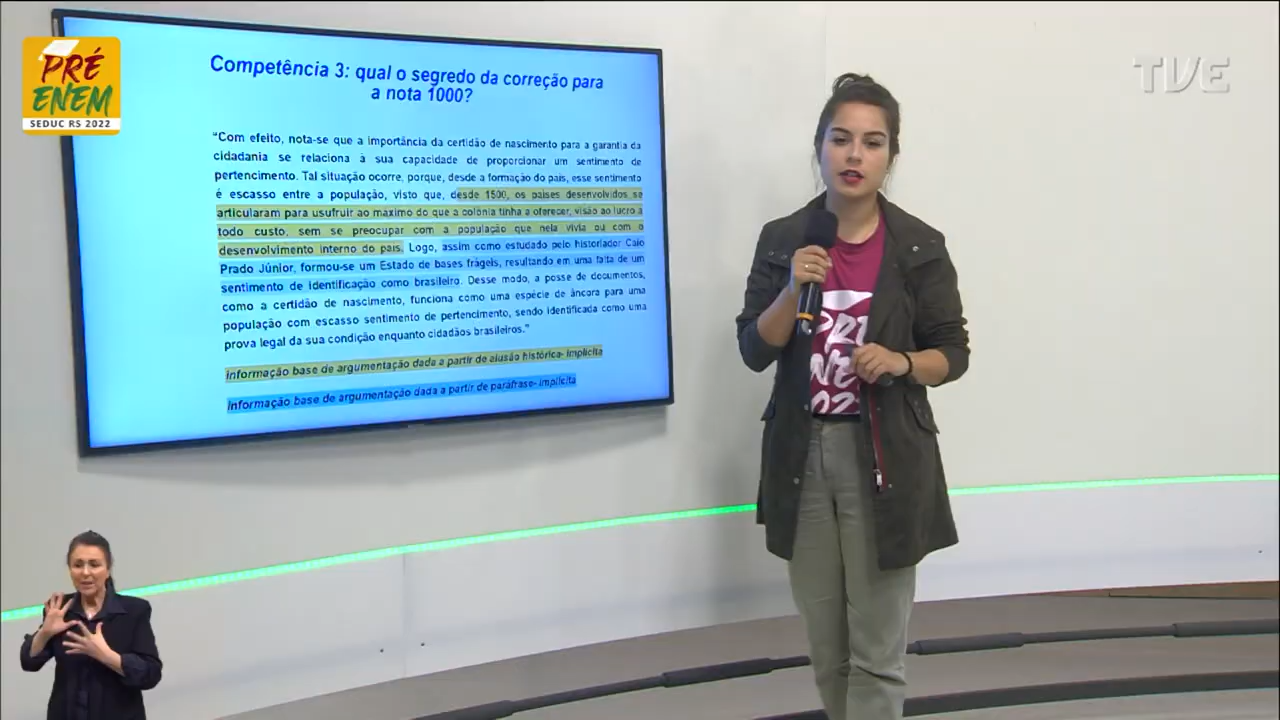 PRÉ
ENEM
SEDUC RS 2022
TVE
Competência 3: qual o segredo da correção para
a nota 1000?
“Com efeito, nota-se que a importância da certidão de nascimento para a garantia da
cidadania se relaciona à sua capacidade de proporcionar um sentimento de
pertencimento. Tal situação ocorre, porque, desde a formação do país, esse sentimento
é escasso entre a população, visto que, desde 1500, os países desenvolvidos se
articularam para usufruir ao máximo do que a colônia tinha a oferecer, visão ao lucro a
todo custo, sem se preocupar com a população que nela vivia ou com o
desenvolvimento interno do país. Logo, assim como estudado pelo historiador Caio
Prado Júnior, formou-se um Estado de bases frágeis, resultando em uma falta de um
sentimento de identificação como brasileiro. Desse modo, a posse de documentos,
como a certidão de nascimento, funciona como uma espécie de âncora para uma
população com escasso sentimento de pertencimento, sendo identificada como uma
prova legal da sua condição enquanto cidadãos brasileiros.”
Informação base de argumentação dada a partir de alusão histórica- implícita
Informação base de argumentação dada a partir de paráfrase- implícita